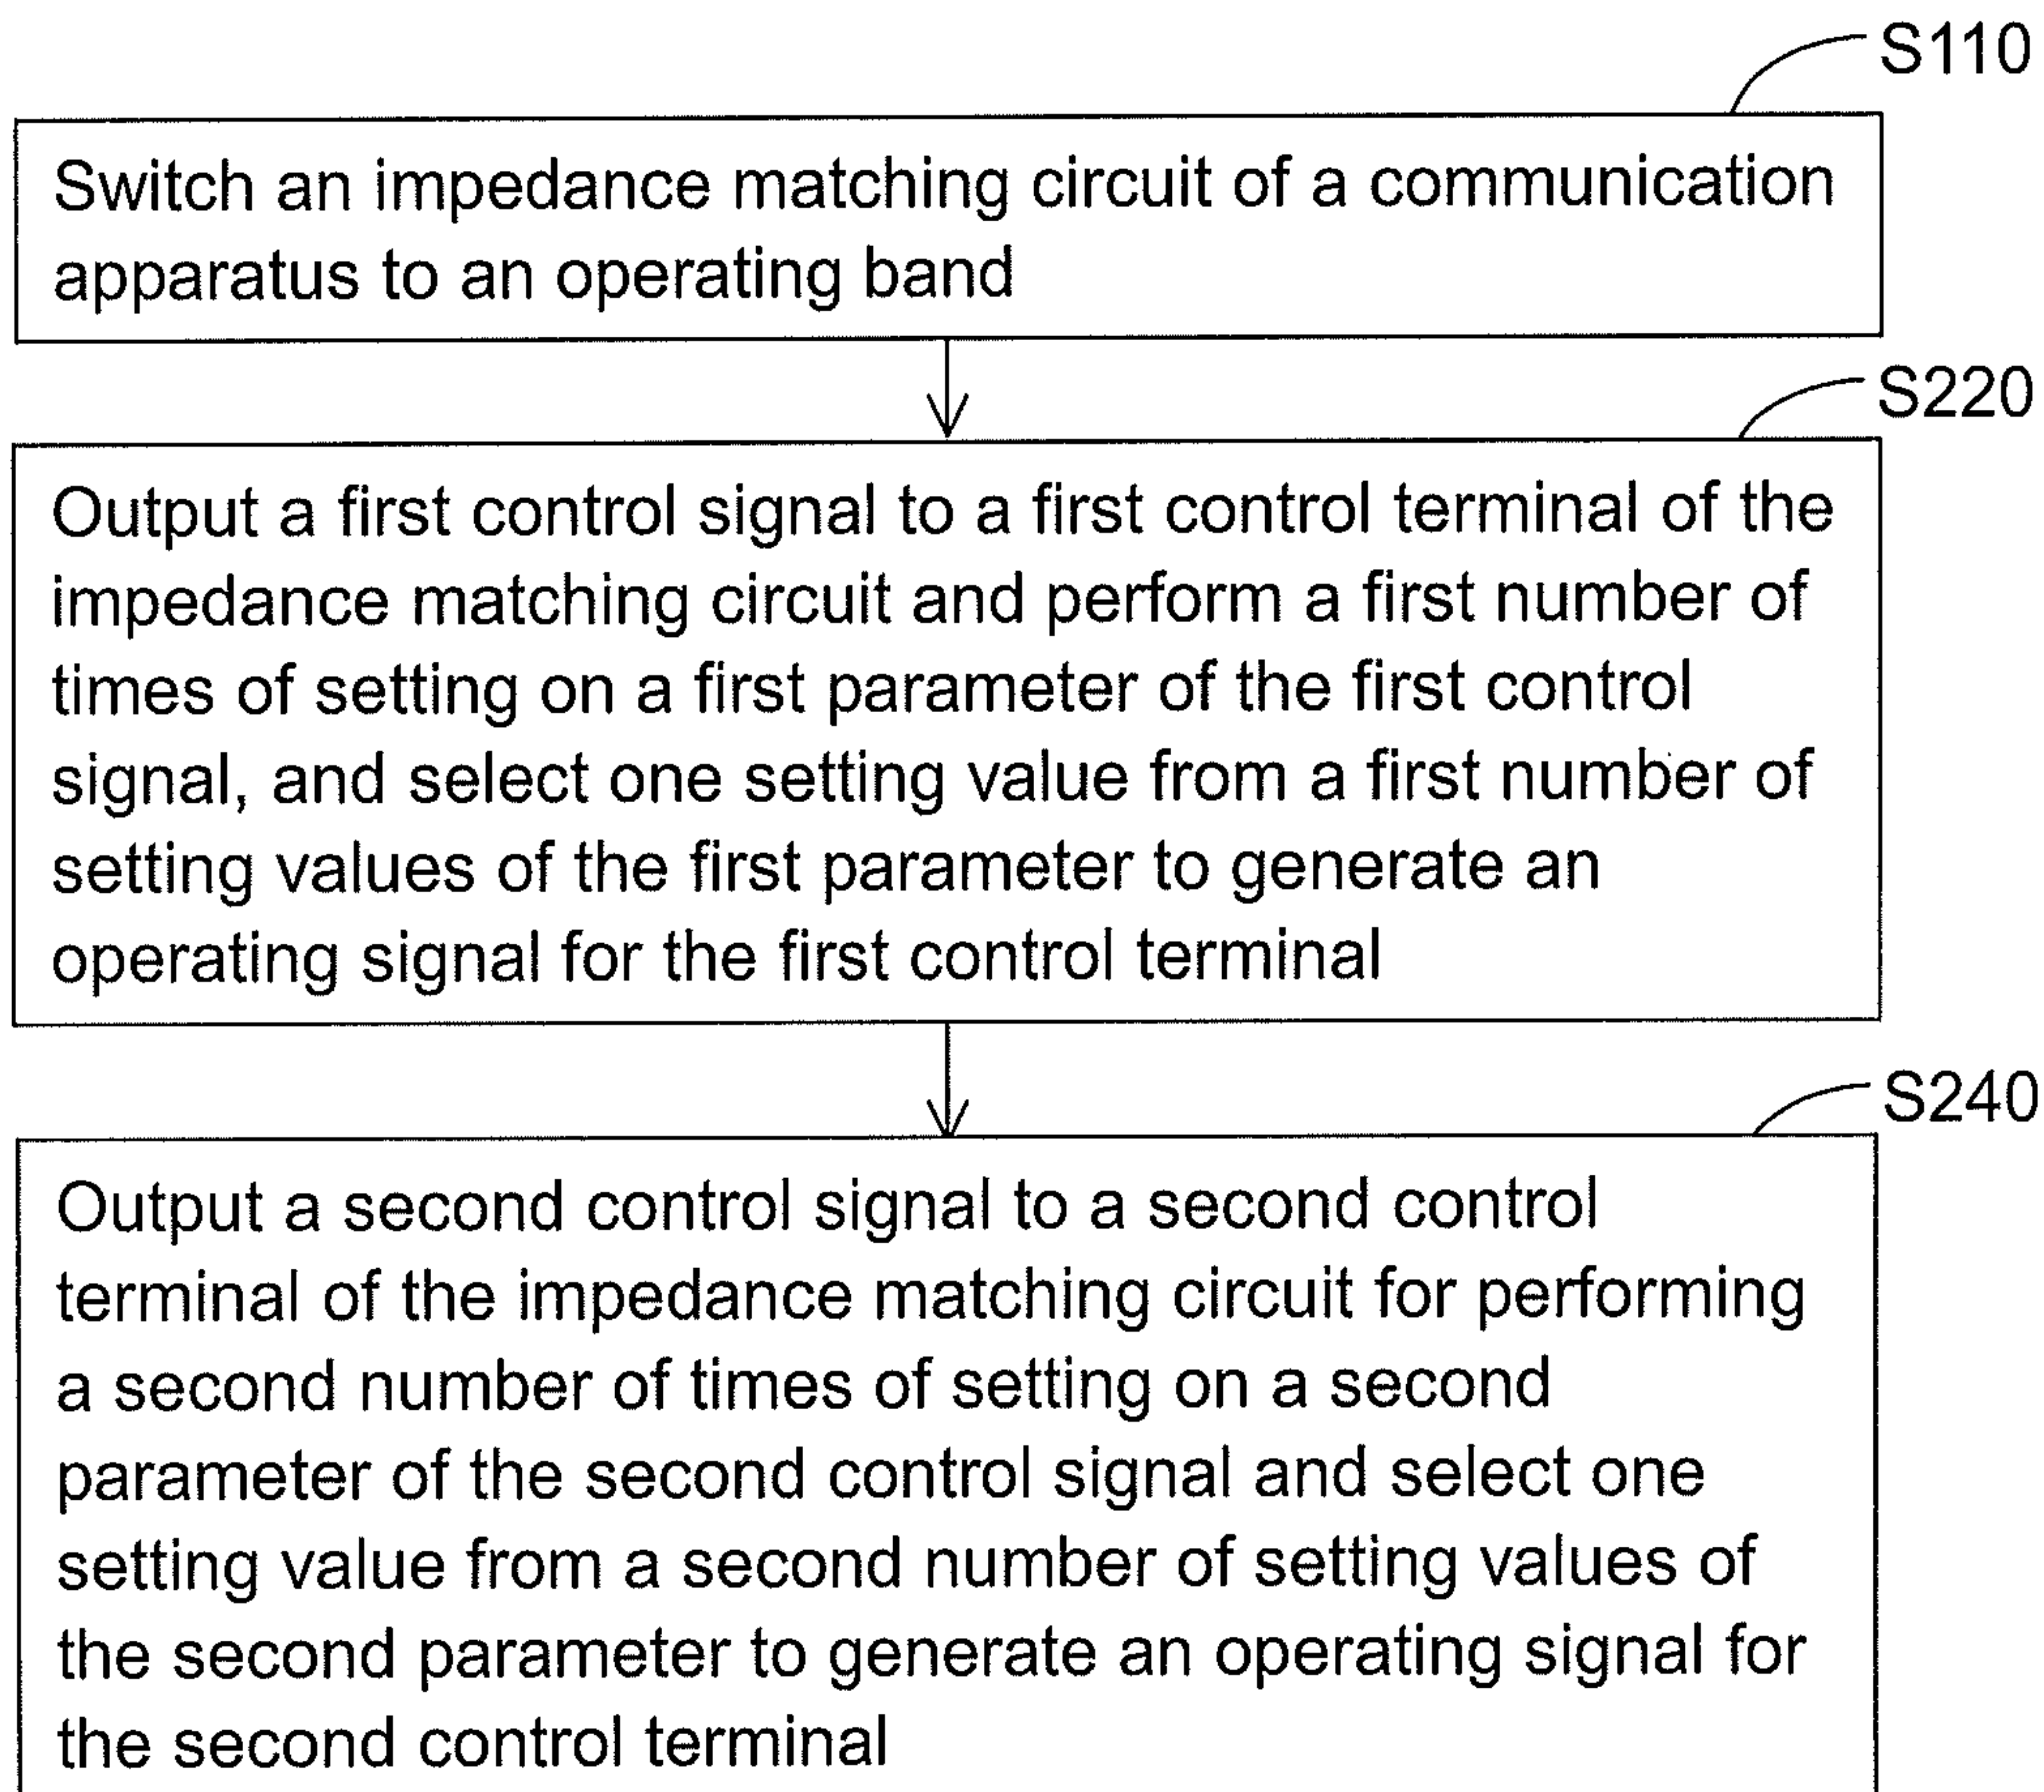 S110
Switch an impedance matching circuit of a communication
apparatus to an operating band
S220
Output a first control signal to a first control terminal of the
impedance matching circuit and perform a first number of
times of setting on a first parameter of the first control
signal, and select one setting value from a first number of
setting values of the first parameter to generate an
operating signal for the first control terminal
S240
Output a second control signal to a second control
terminal of the impedance matching circuit for performing
a second number of times of setting on a second
parameter of the second control signal and select one
setting value from a second number of setting values of
the second parameter to generate an operating signal for
the second control terminal